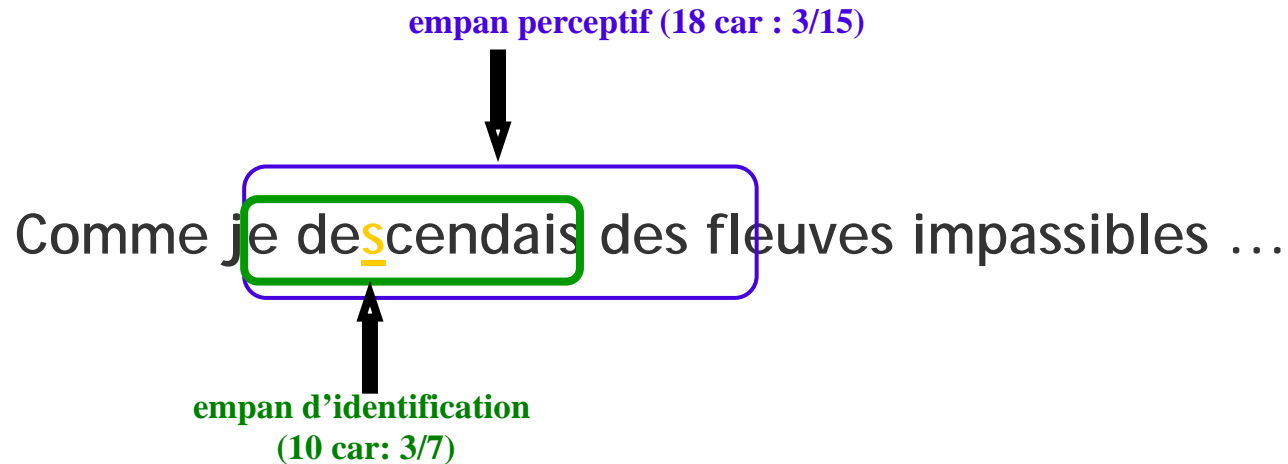 empan perceptif (18 car : 3/15)
Comme je descendais des fleuves impassibles …
empan d’identification
(10 car: 3/7)